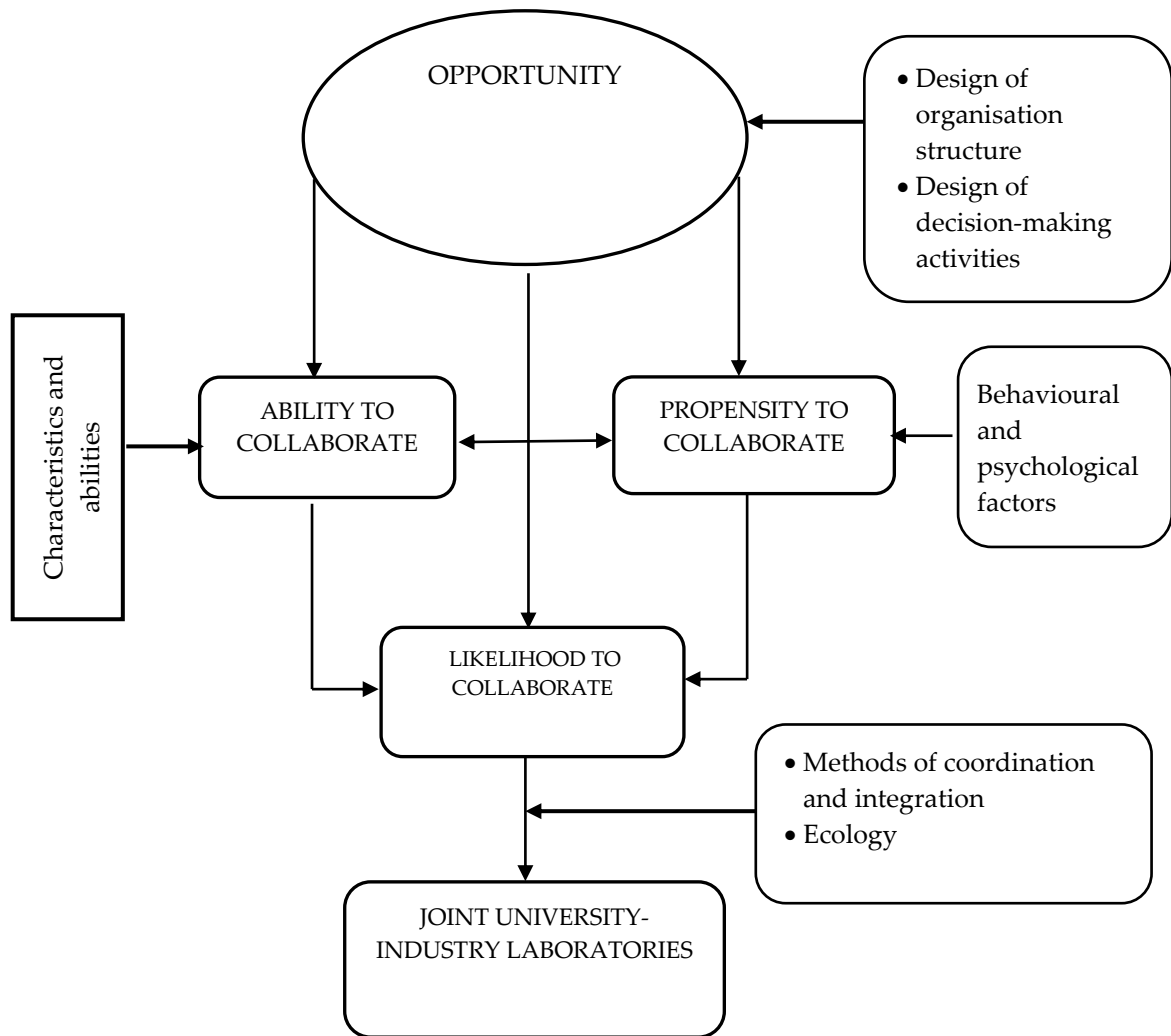 OPPORTUNITY
• Design of
organisation
structure
• Design of
decision-making
activities
Characteristics and
abilities
ABILITY TO
COLLABORATE
PROPENSITY TO
COLLABORATE
Behavioural
and
psychological
factors
LIKELIHOOD TO
COLLABORATE
• Methods of coordination
and integration
• Ecology
JOINT UNIVERSITY-
INDUSTRY LABORATORIES